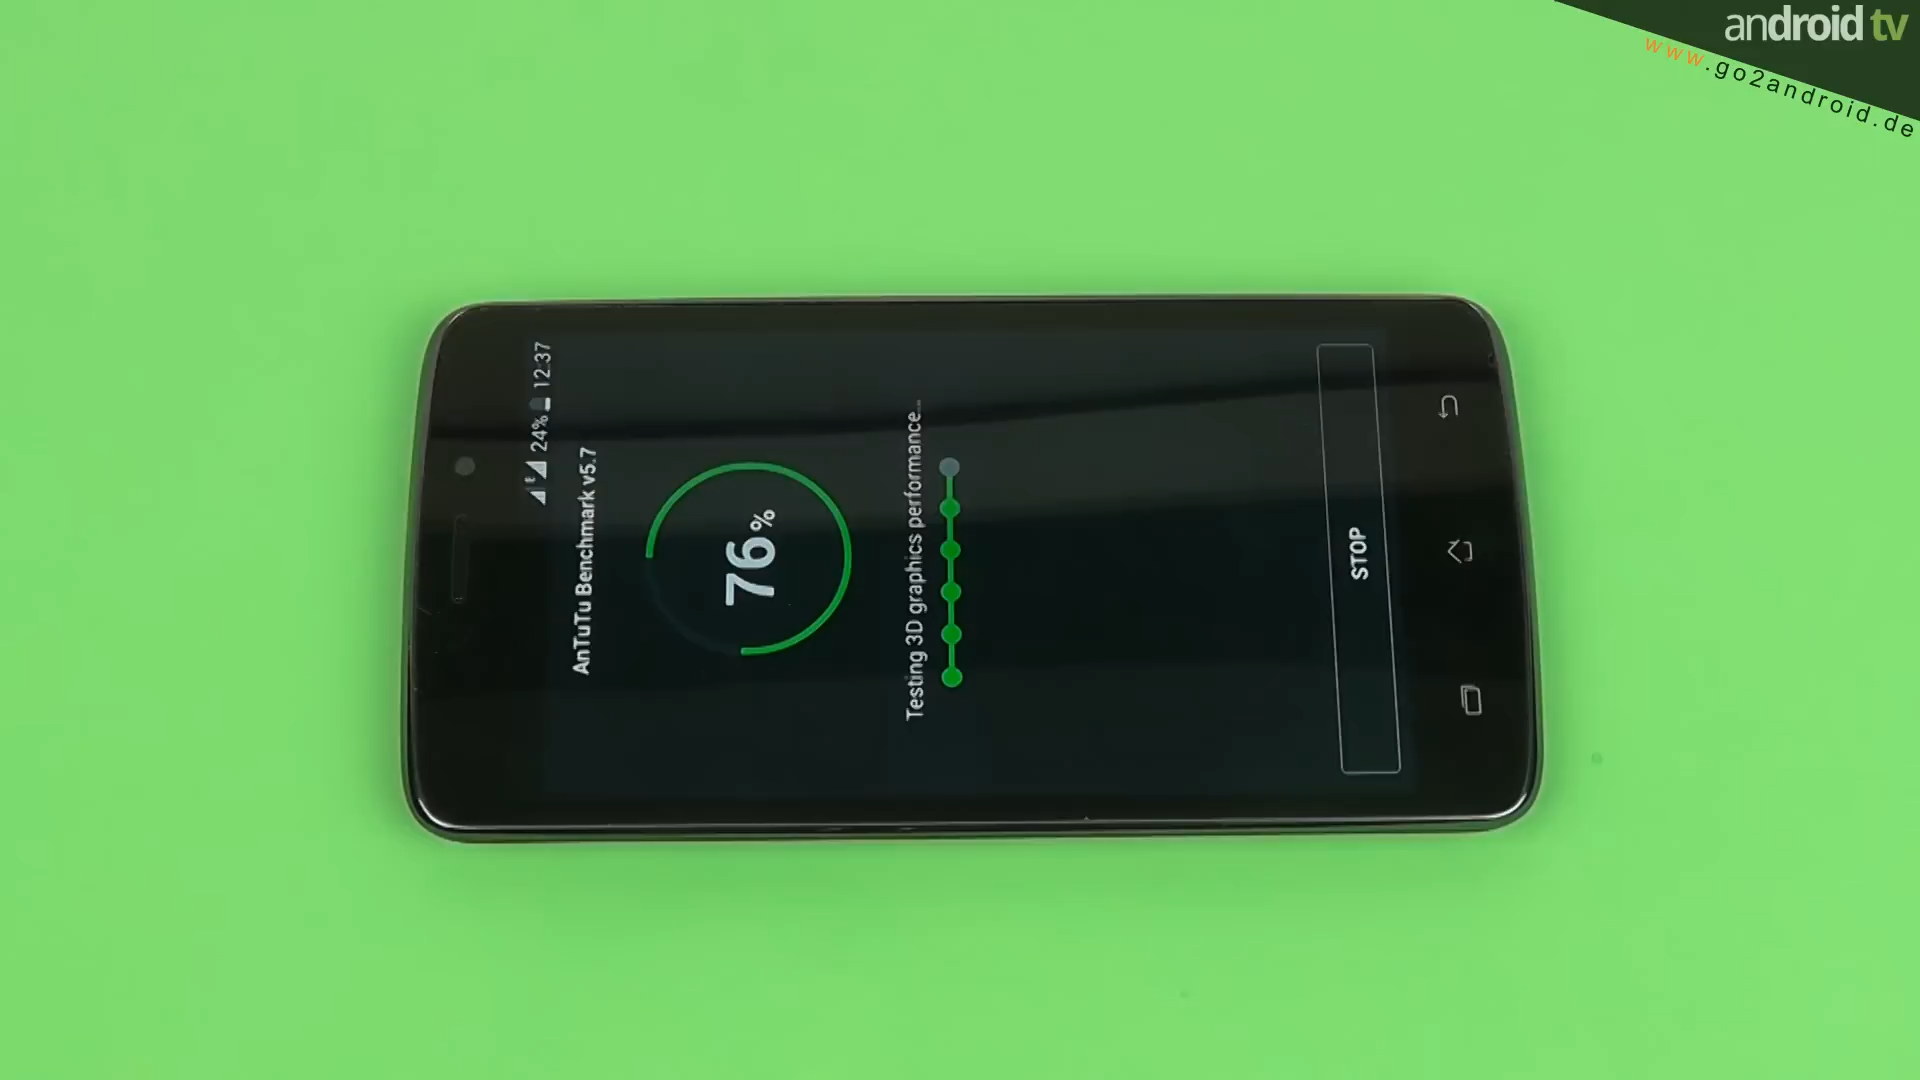 android tv
www.go2android.de
24% 12:37
AnTuTu Benchmark v5.7
76%
Testing 3D graphics performance...
STOP